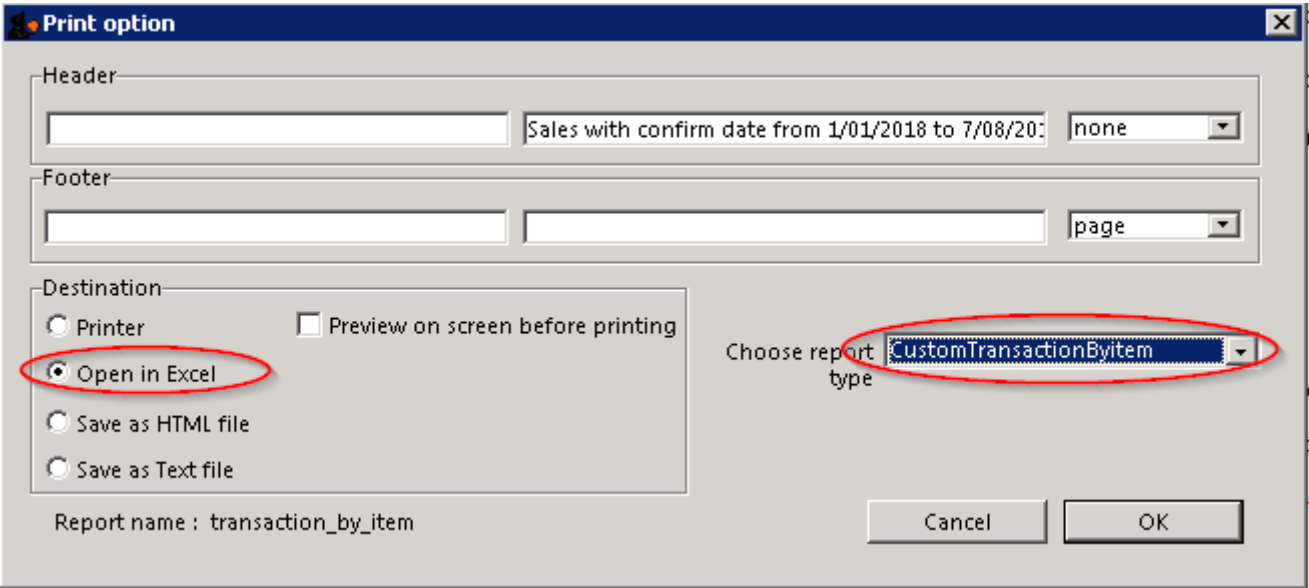 Print option
Header
Sales with confirm date from 1/01/2018 to 7/08/201
none
Footer
page
Destination
Printer
Preview on screen before printing
Open in Excel
Save as HTML file
Save as Text file
Choose report type
CustomTransactionByitem
Report name : transaction_by_item
Cancel
OK